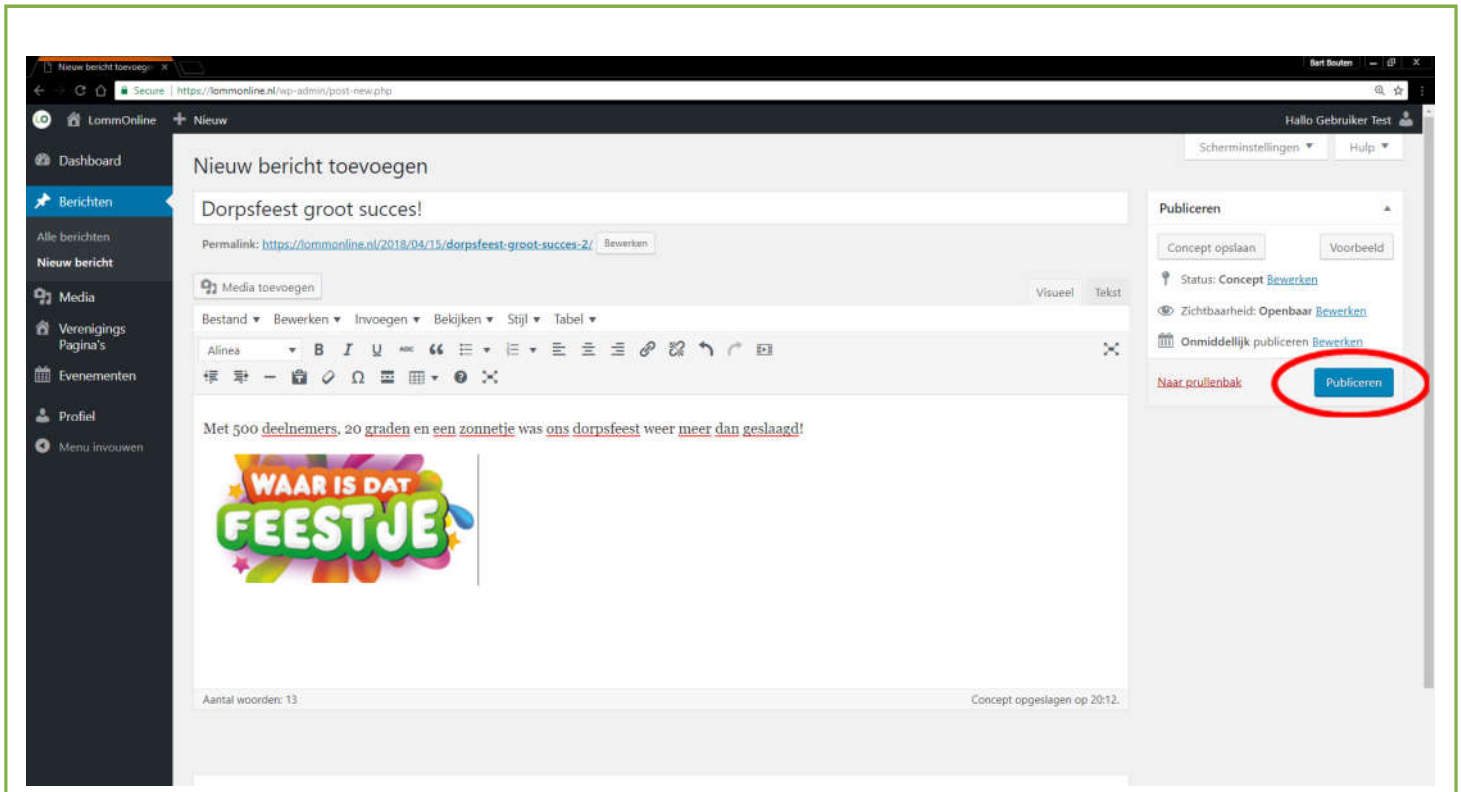 Nieuw bericht toevoegen
Bart Bouten
Secure https://lommonline.nl/wp-admin/post-new.php
LO LommOnline Nieuw Hallo Gebruiker Test
Scherminstellingen Hulp
Dashboard
Berichten
Alle berichten
Nieuw bericht
Media
Verenigings
Pagina's
Evenementen
Profiel
Menu invouwen
Nieuw bericht toevoegen
Dorpsfeest groot succes!
Permalink: https://lommonline.nl/2018/04/15/dorpsfeest-groot-succes-2/ Bewerken
Media toevoegen Visueel Tekst
Bestand Bewerken Invoegen Bekijken Stijl Tabel
Alinea B I U ABC
Met 500 deelnemers, 20 graden en een zonnetje was ons dorpsfeest weer meer dan geslaagd!
WAAR IS DAT
FEESTJE
Aantal woorden: 13 Concept opgeslagen op 20:12.
Publiceren
Concept opslaan Voorbeeld
Status: Concept Bewerken
Zichtbaarheid: Openbaar Bewerken
Onmiddellijk publiceren Bewerken
Naar prullenbak Publiceren